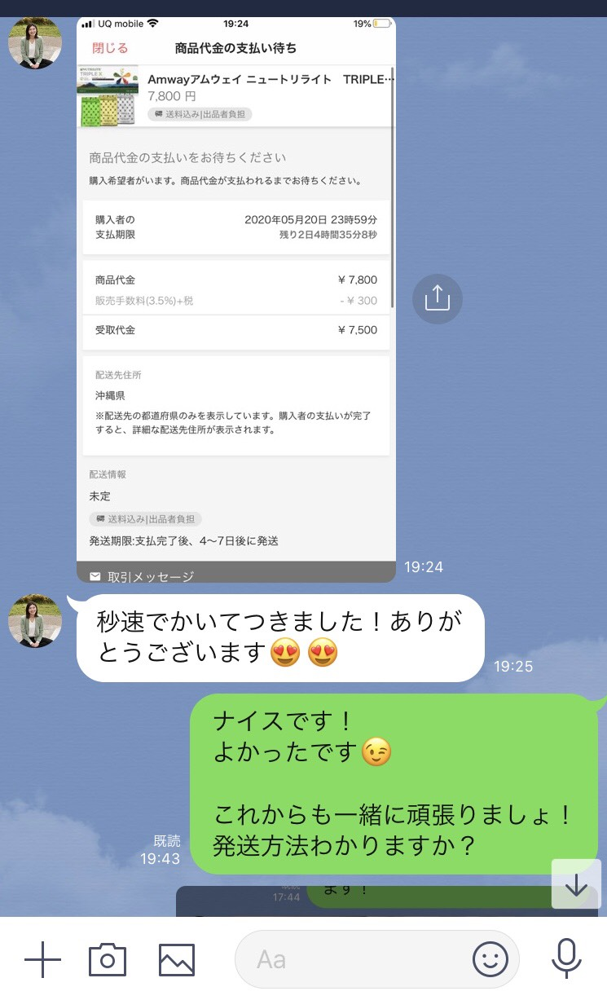 UQ mobile 19:24 19%
閉じる 商品代金の支払い待ち
Amwayアムウェイ ニュートリライト TRIPLE…
7,800 円
送料込み|出品者負担
商品代金の支払いをお待ちください
購入希望者がいます。商品代金が支払われるまでお待ちください。
購入者の 2020年05月20日 23時59分
支払期限 残り2日4時間35分8秒
商品代金 ¥ 7,800
販売手数料(3.5%)+税 - ¥ 300
受取代金 ¥ 7,500
配送先住所
沖縄県
※配送先の都道府県のみを表示しています。購入者の支払いが完了
すると、詳細な配送先住所が表示されます。
配送情報
未定
送料込み|出品者負担
発送期限:支払完了後、4〜7日後に発送
取引メッセージ
19:24
秒速でかいてつきました！ありが
とうございます😍😍
19:25
ナイスです！
よかったです😉
これからも一緒に頑張りましょ！
発送方法わかりますか？
既読
19:43
ます！
17:44
Aa